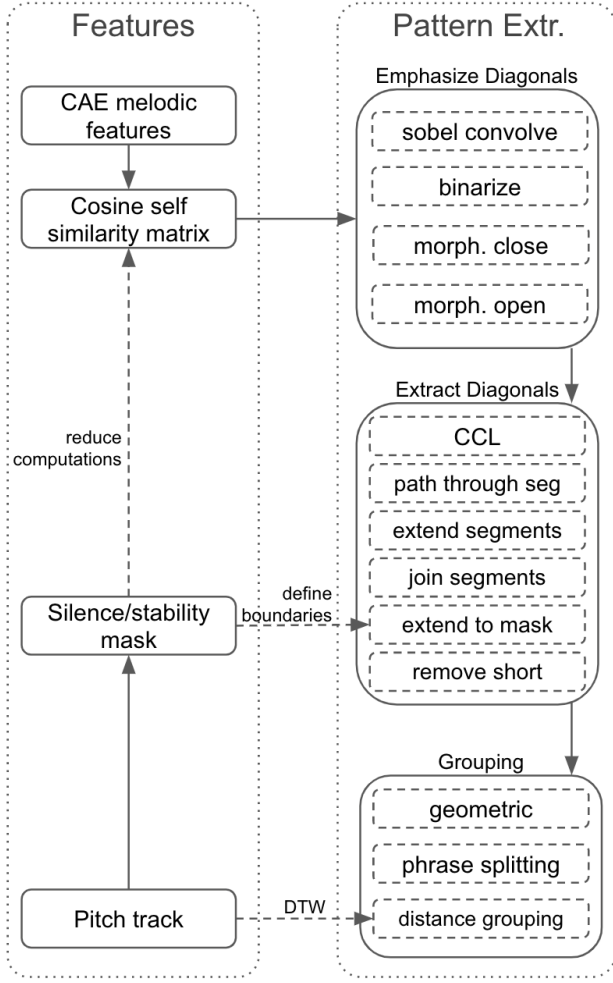 Features
CAE melodic
features
Cosine self
similarity matrix
reduce
computations
Silence/stability
mask
Pitch track
define
boundaries
DTW
Pattern Extr.
Emphasize Diagonals
sobel convolve
binarize
morph. close
morph. open
Extract Diagonals
CCL
path through seg
extend segments
join segments
extend to mask
remove short
Grouping
geometric
phrase splitting
distance grouping